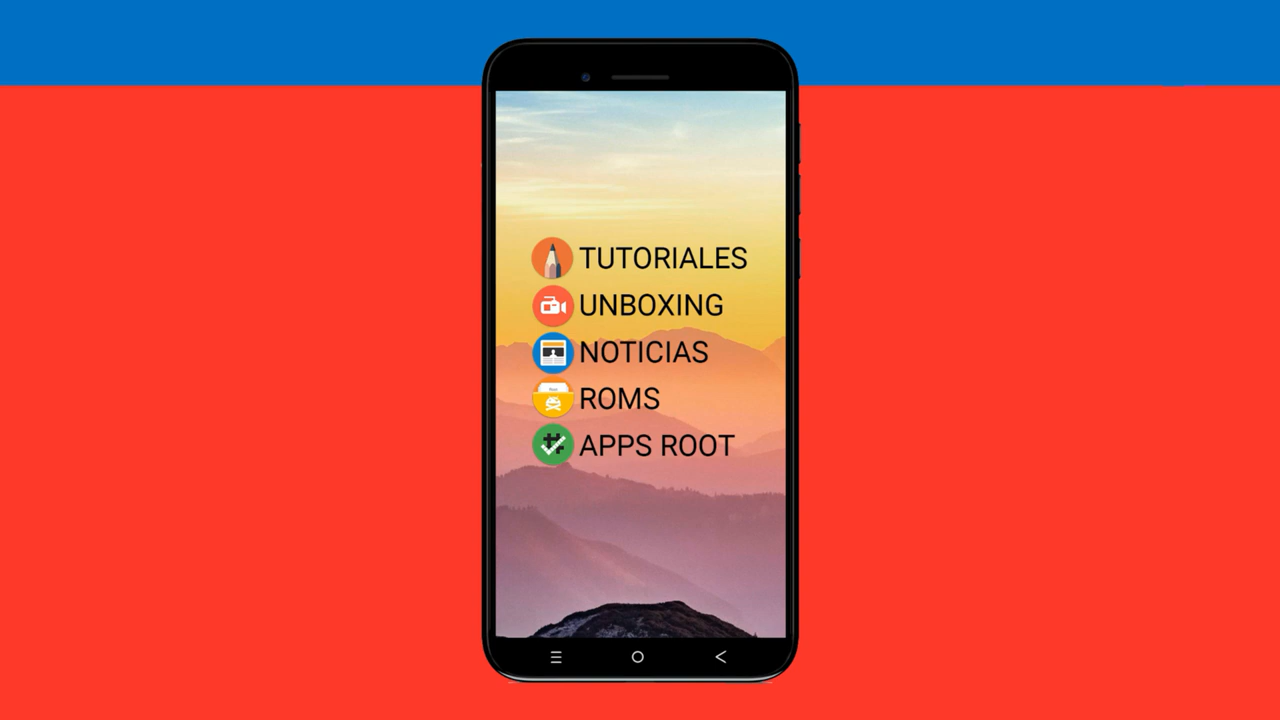 TUTORIALES
UNBOXING
NOTICIAS
ROMS
APPS ROOT